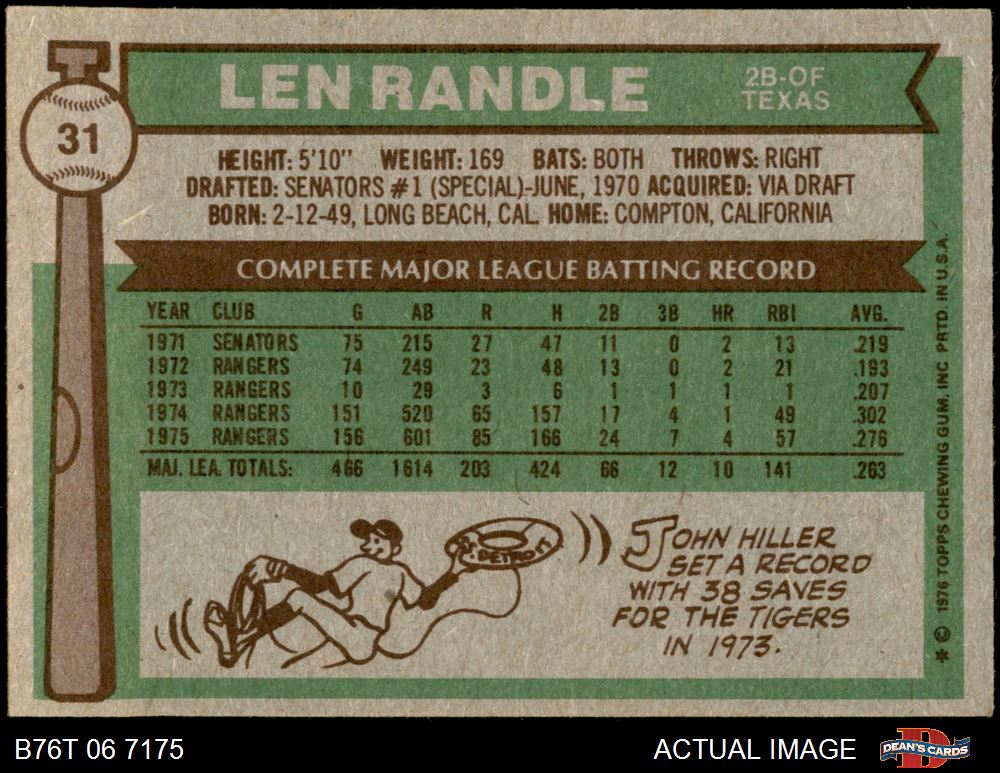 31
LEN RANDLE
2B-OF
TEXAS
HEIGHT: 5'10" WEIGHT: 169 BATS: BOTH THROWS: RIGHT
DRAFTED: SENATORS #1 (SPECIAL)-JUNE, 1970 ACQUIRED: VIA DRAFT
BORN: 2-12-49, LONG BEACH, CAL. HOME: COMPTON, CALIFORNIA
COMPLETE MAJOR LEAGUE BATTING RECORD
YEAR CLUB G AB R H 2B 3B HR RBI AVG.
1971 SENATORS 75 215 27 47 11 0 2 13 .219
1972 RANGERS 74 249 23 48 13 0 2 21 .193
1973 RANGERS 10 29 3 6 1 1 1 1 .207
1974 RANGERS 151 520 65 157 17 4 1 49 .302
1975 RANGERS 156 601 85 166 24 7 4 57 .276
MAJ. LEA. TOTALS: 466 1614 203 424 66 12 10 141 .263
DETROIT
JOHN HILLER
SET A RECORD
WITH 38 SAVES
FOR THE TIGERS
IN 1973.
* © 1976 TOPPS CHEWING GUM, INC. PRTD. IN U.S.A.
B76T 06 7175
ACTUAL IMAGE
DEAN'S CARDS